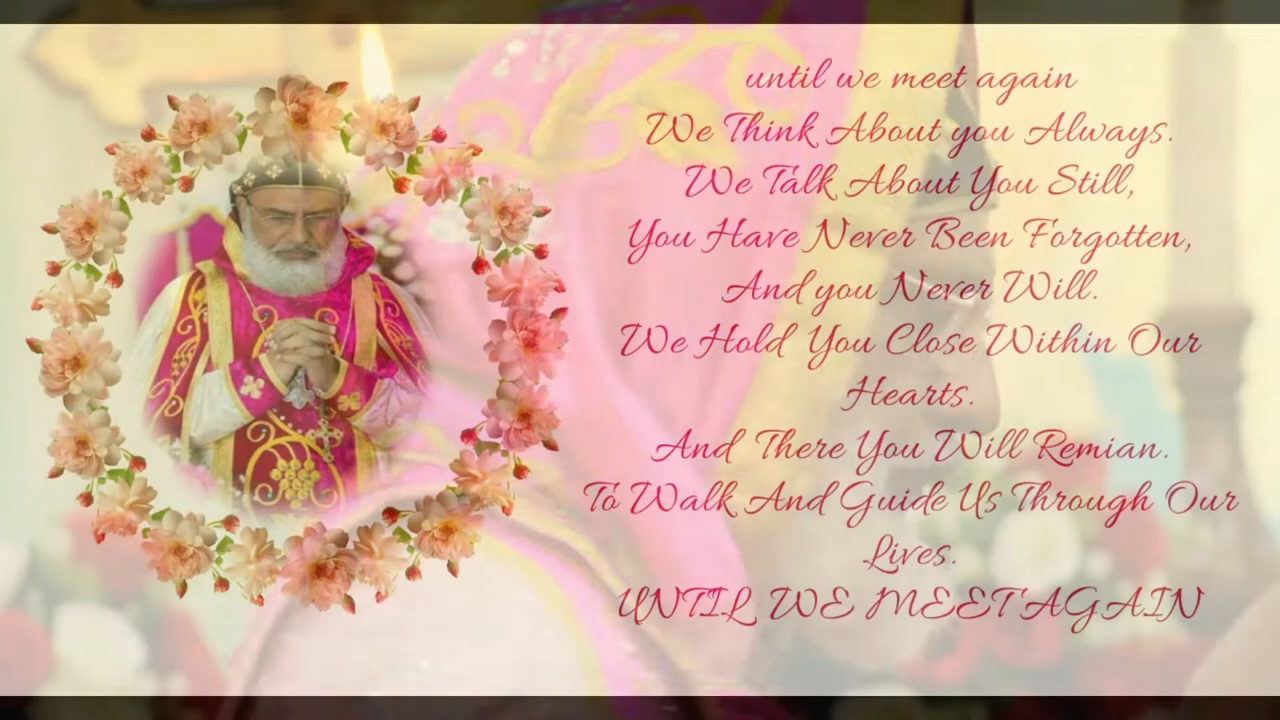 until we meet again
We Think About you Always.
We Talk About You Still,
You Have Never Been Forgotten,
And you Never Will.
We Hold You Close Within Our
Hearts.
And There You Will Remian.
To Walk And Guide Us Through Our
Lives.
UNTIL WE MEET AGAIN